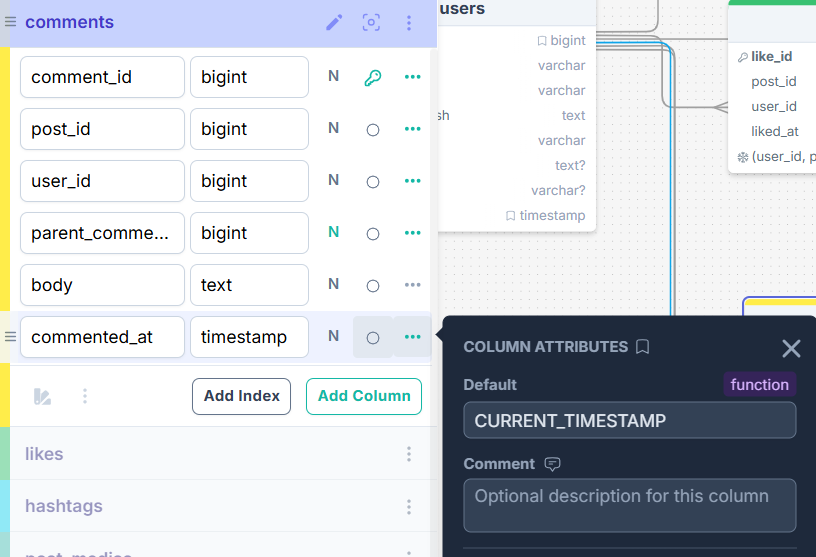 comments
comment_id bigint N
post_id bigint N
user_id bigint N
parent_comme... bigint N
body text N
commented_at timestamp N
Add Index Add Column
likes
hashtags
users
bigint
varchar
varchar
sh text
varchar
text?
varchar?
timestamp
like_id
post_id
user_id
liked_at
(user_id, p
COLUMN ATTRIBUTES
Default function
CURRENT_TIMESTAMP
Comment
Optional description for this column